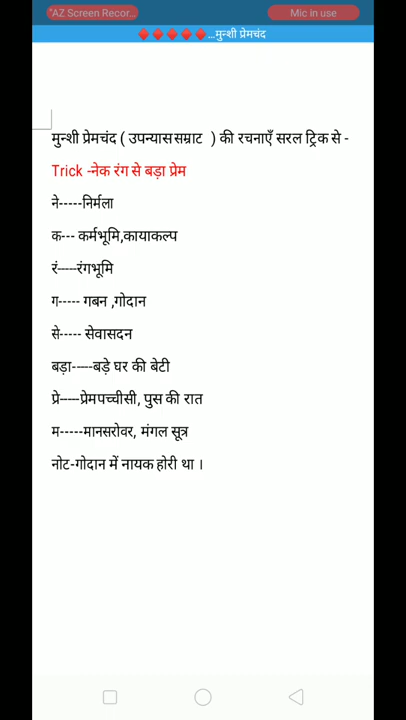 "AZ Screen Recor...
Mic in use
...मुन्शी प्रेमचंद
मुन्शी प्रेमचंद ( उपन्यास सम्राट ) की रचनाएँ सरल ट्रिक से -
Trick -नेक रंग से बड़ा प्रेम
ने-----निर्मला
क--- कर्मभूमि,कायाकल्प
रं-----रंगभूमि
ग----- गबन ,गोदान
से----- सेवासदन
बड़ा-----बड़े घर की बेटी
प्रे-----प्रेमपच्चीसी, पुस की रात
म-----मानसरोवर, मंगल सूत्र
नोट-गोदान में नायक होरी था ।